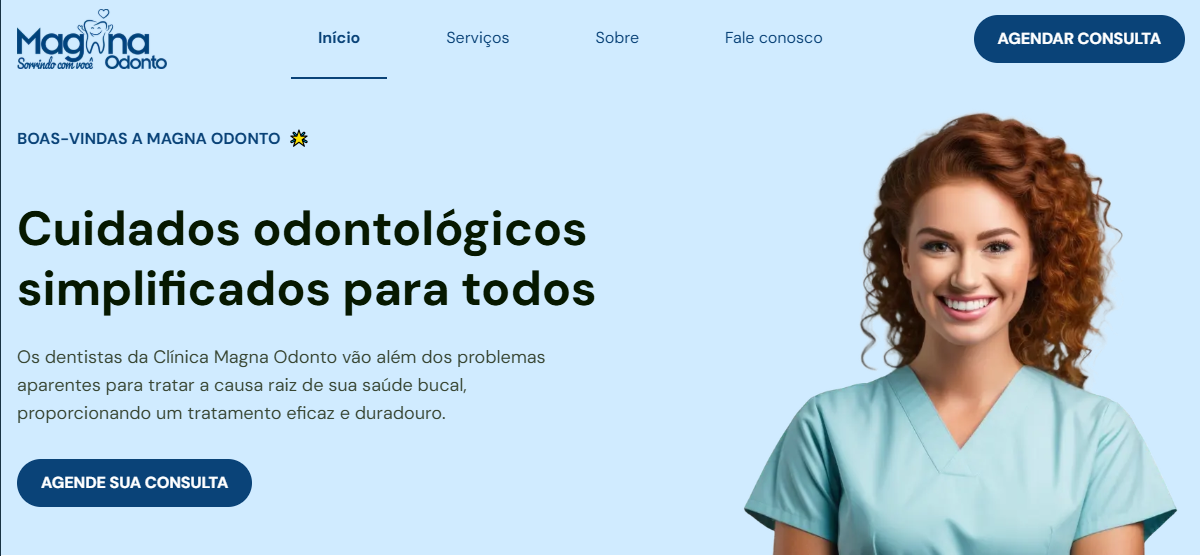 Magna
Sorrindo com você Odonto
Início
Serviços
Sobre
Fale conosco
AGENDAR CONSULTA
BOAS-VINDAS A MAGNA ODONTO
Cuidados odontológicos
simplificados para todos
Os dentistas da Clínica Magna Odonto vão além dos problemas
aparentes para tratar a causa raiz de sua saúde bucal,
proporcionando um tratamento eficaz e duradouro.
AGENDE SUA CONSULTA